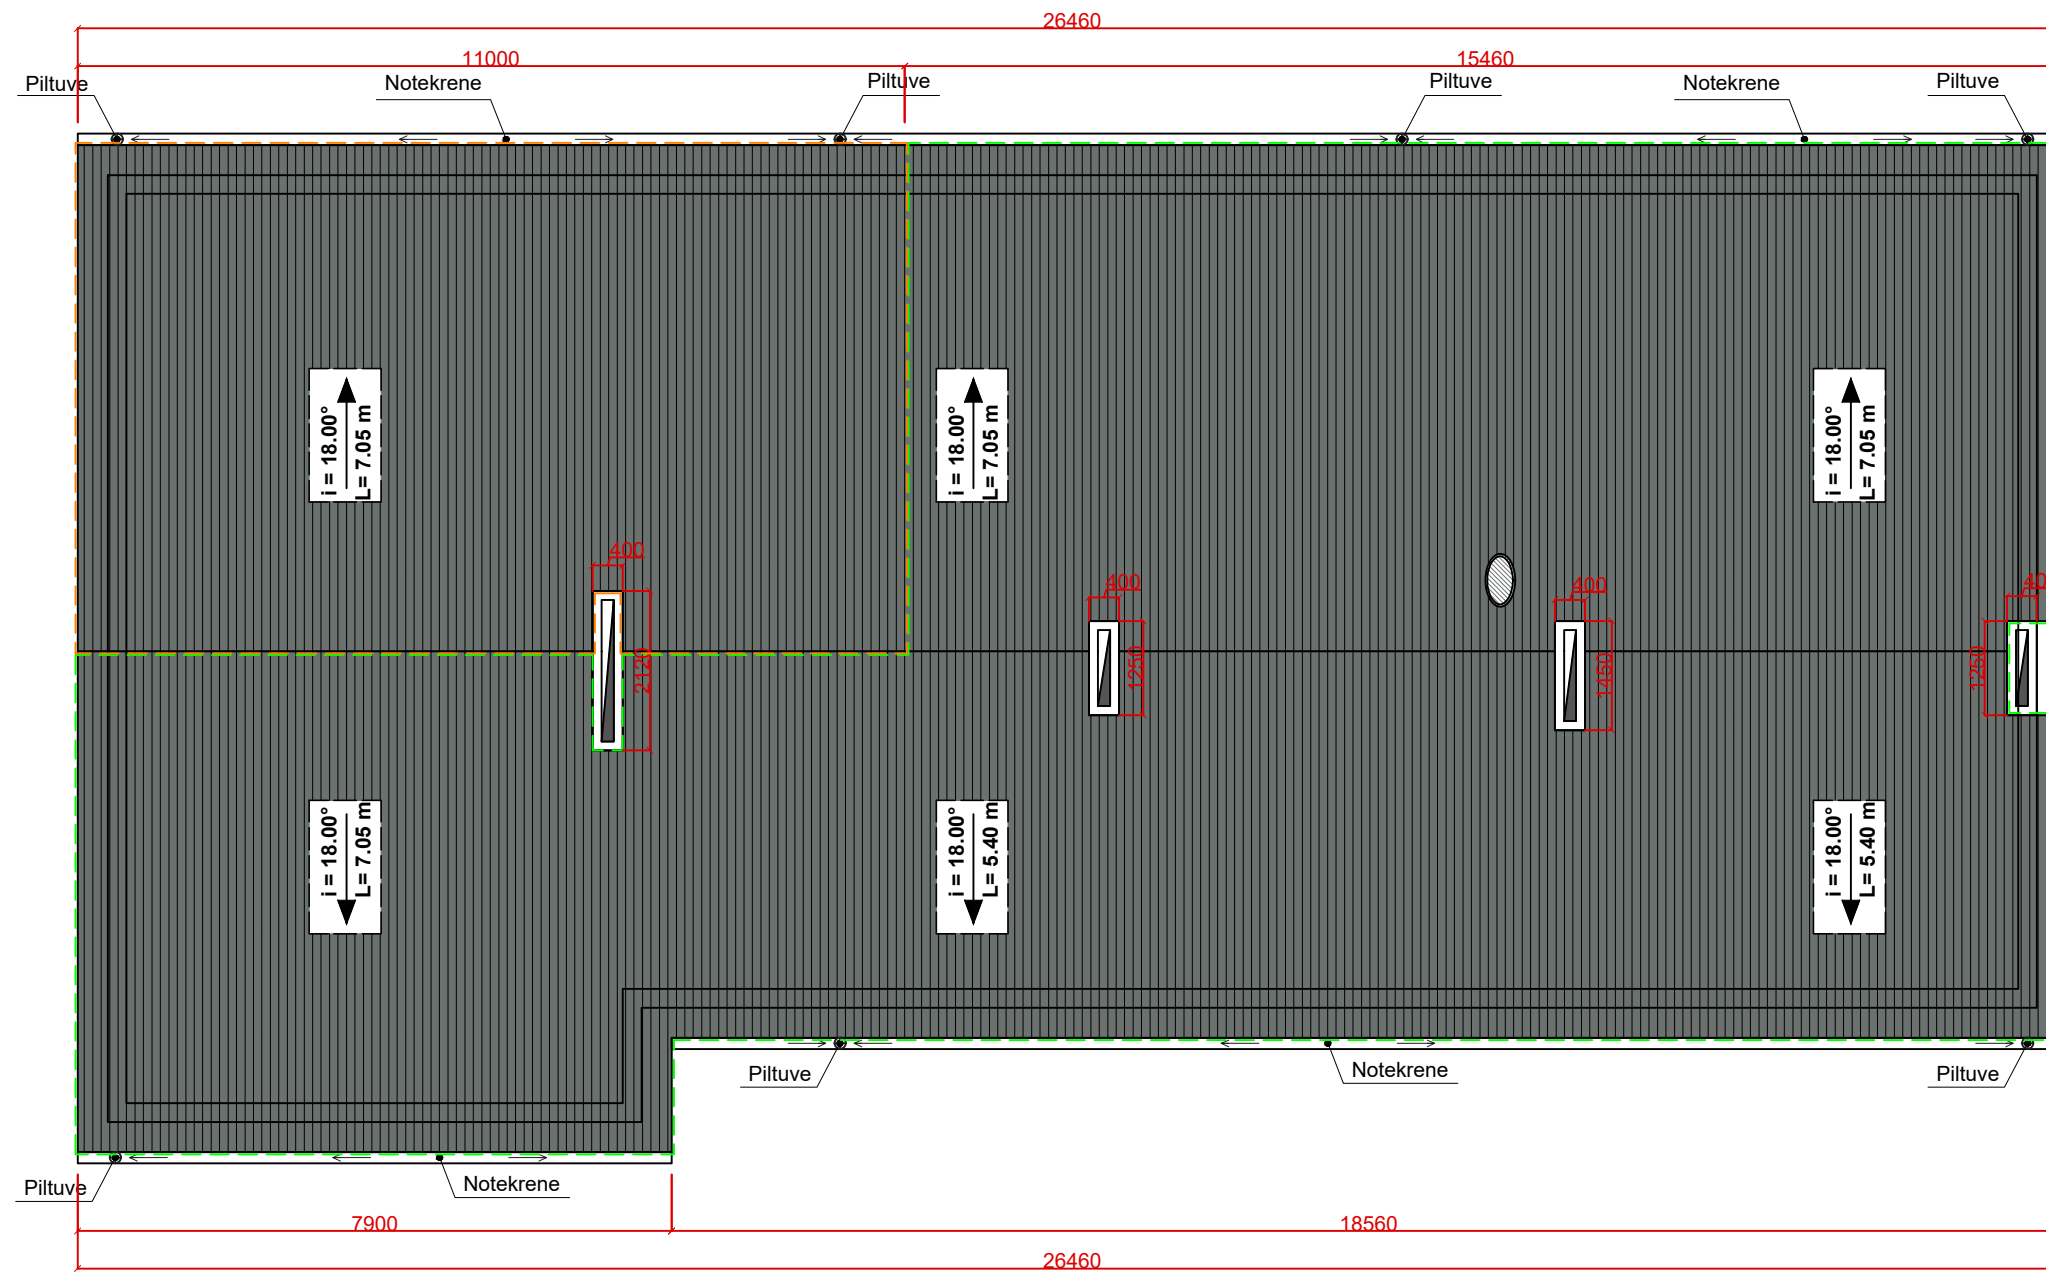 26460
11000
15460
Piltuve
Notekrene
Piltuve
Piltuve
Notekrene
Piltuve
i = 18.00°
L= 7.05 m
i = 18.00°
L= 7.05 m
i = 18.00°
L= 7.05 m
400
400
400
40
2120
1250
1450
1250
i = 18.00°
L= 7.05 m
i = 18.00°
L= 5.40 m
i = 18.00°
L= 5.40 m
Piltuve
Notekrene
Piltuve
Piltuve
Notekrene
7900
18560
26460